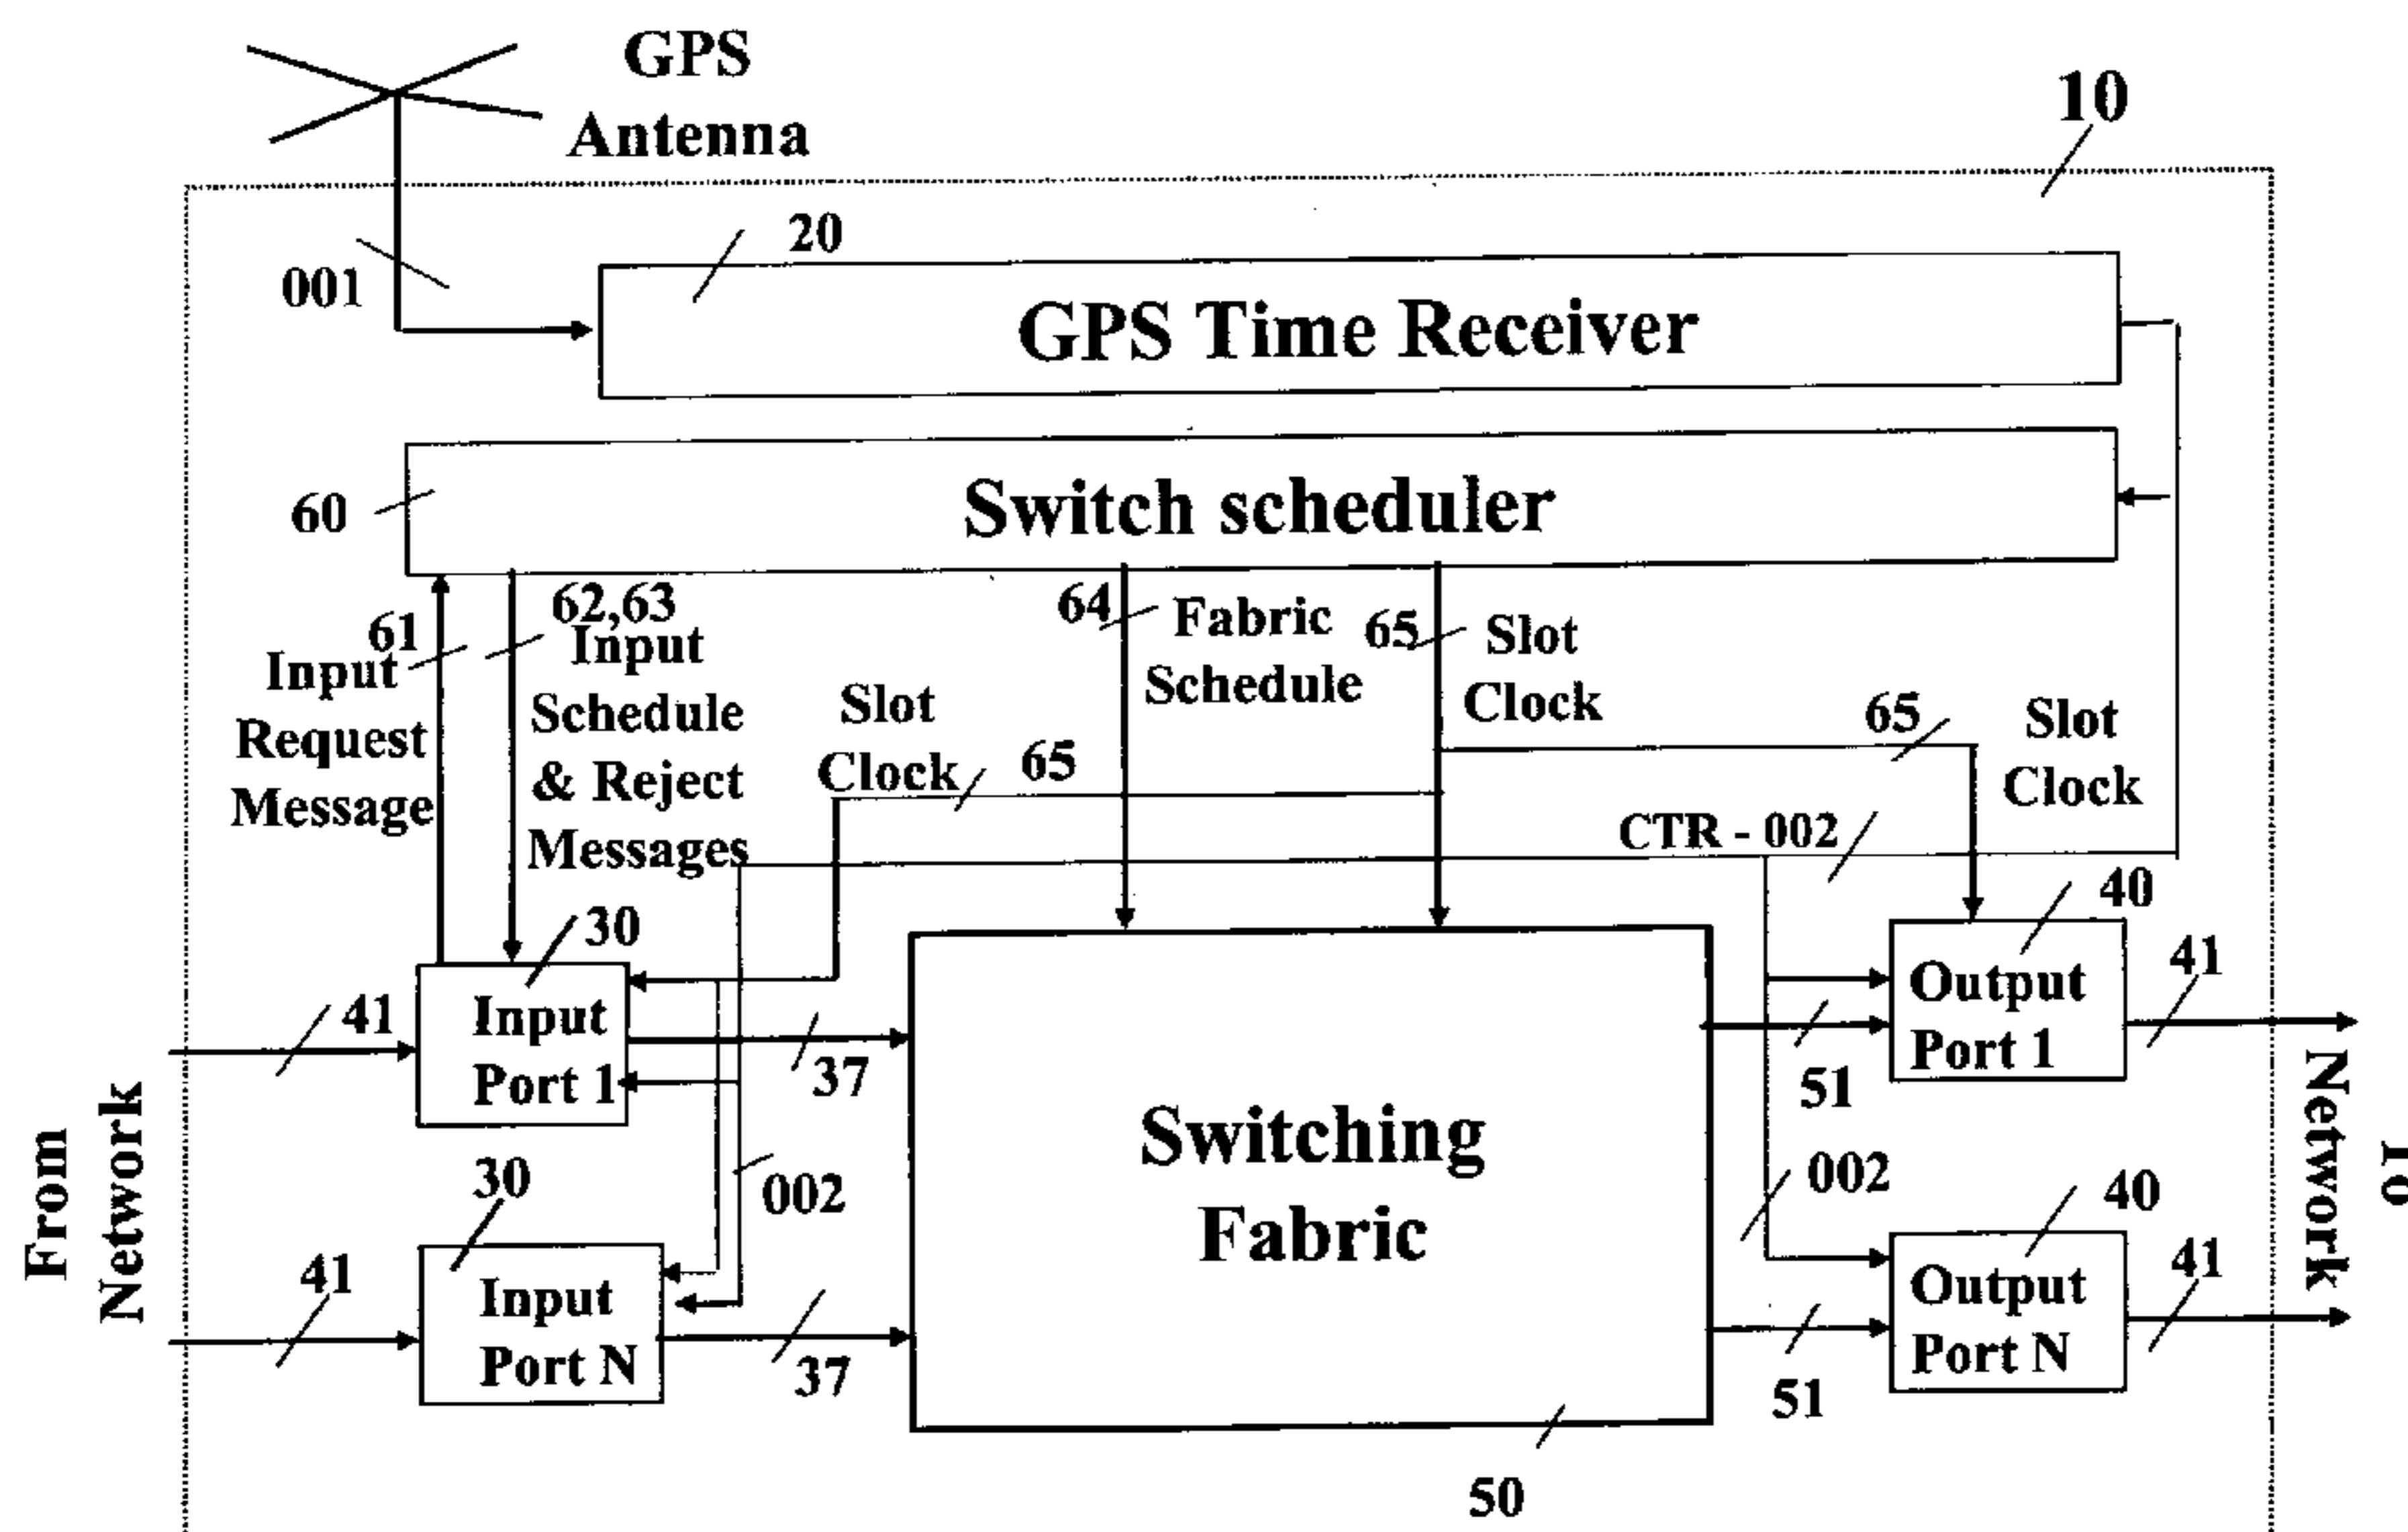 GPS
Antenna
10
001
20
GPS Time Receiver
60
Switch scheduler
61
Input
Request
Message
62,63
Input
Schedule
& Reject
Messages
64
Fabric
Schedule
65
Slot
Clock
Slot
Clock
65
65
Slot
Clock
CTR - 002
30
Input
Port 1
41
37
40
Output
Port 1
41
51
From
Network
To
Network
30
Input
Port N
41
002
37
Switching
Fabric
50
002
40
Output
Port N
41
51